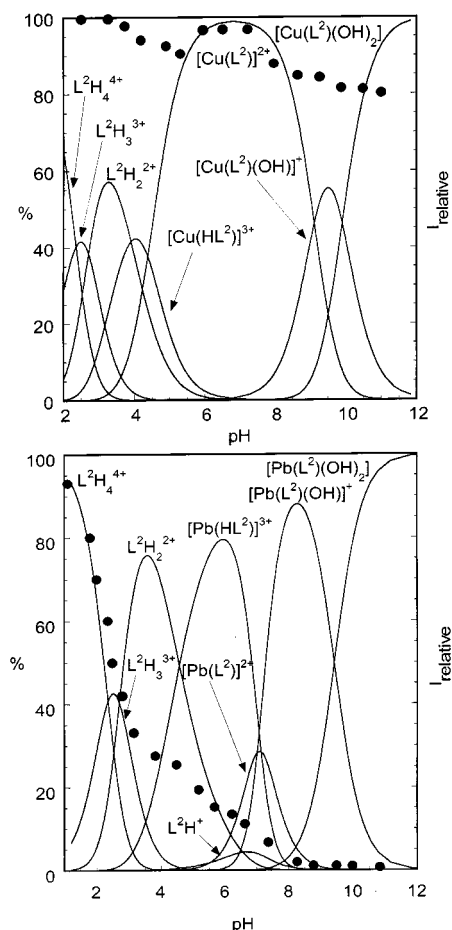 100
80
60
40
20
0
%
2
4
6
8
10
12
pH
I relative
L²H₄⁴⁺
L²H₃³⁺
L²H₂²⁺
[Cu(HL²)]³⁺
[Cu(L²)]²⁺
[Cu(L²)(OH)]⁺
[Cu(L²)(OH)₂]
100
80
60
40
20
0
%
2
4
6
8
10
12
pH
I relative
L²H₄⁴⁺
L²H₃³⁺
L²H₂²⁺
L²H⁺
[Pb(HL²)]³⁺
[Pb(L²)]²⁺
[Pb(L²)(OH)₂]
[Pb(L²)(OH)]⁺